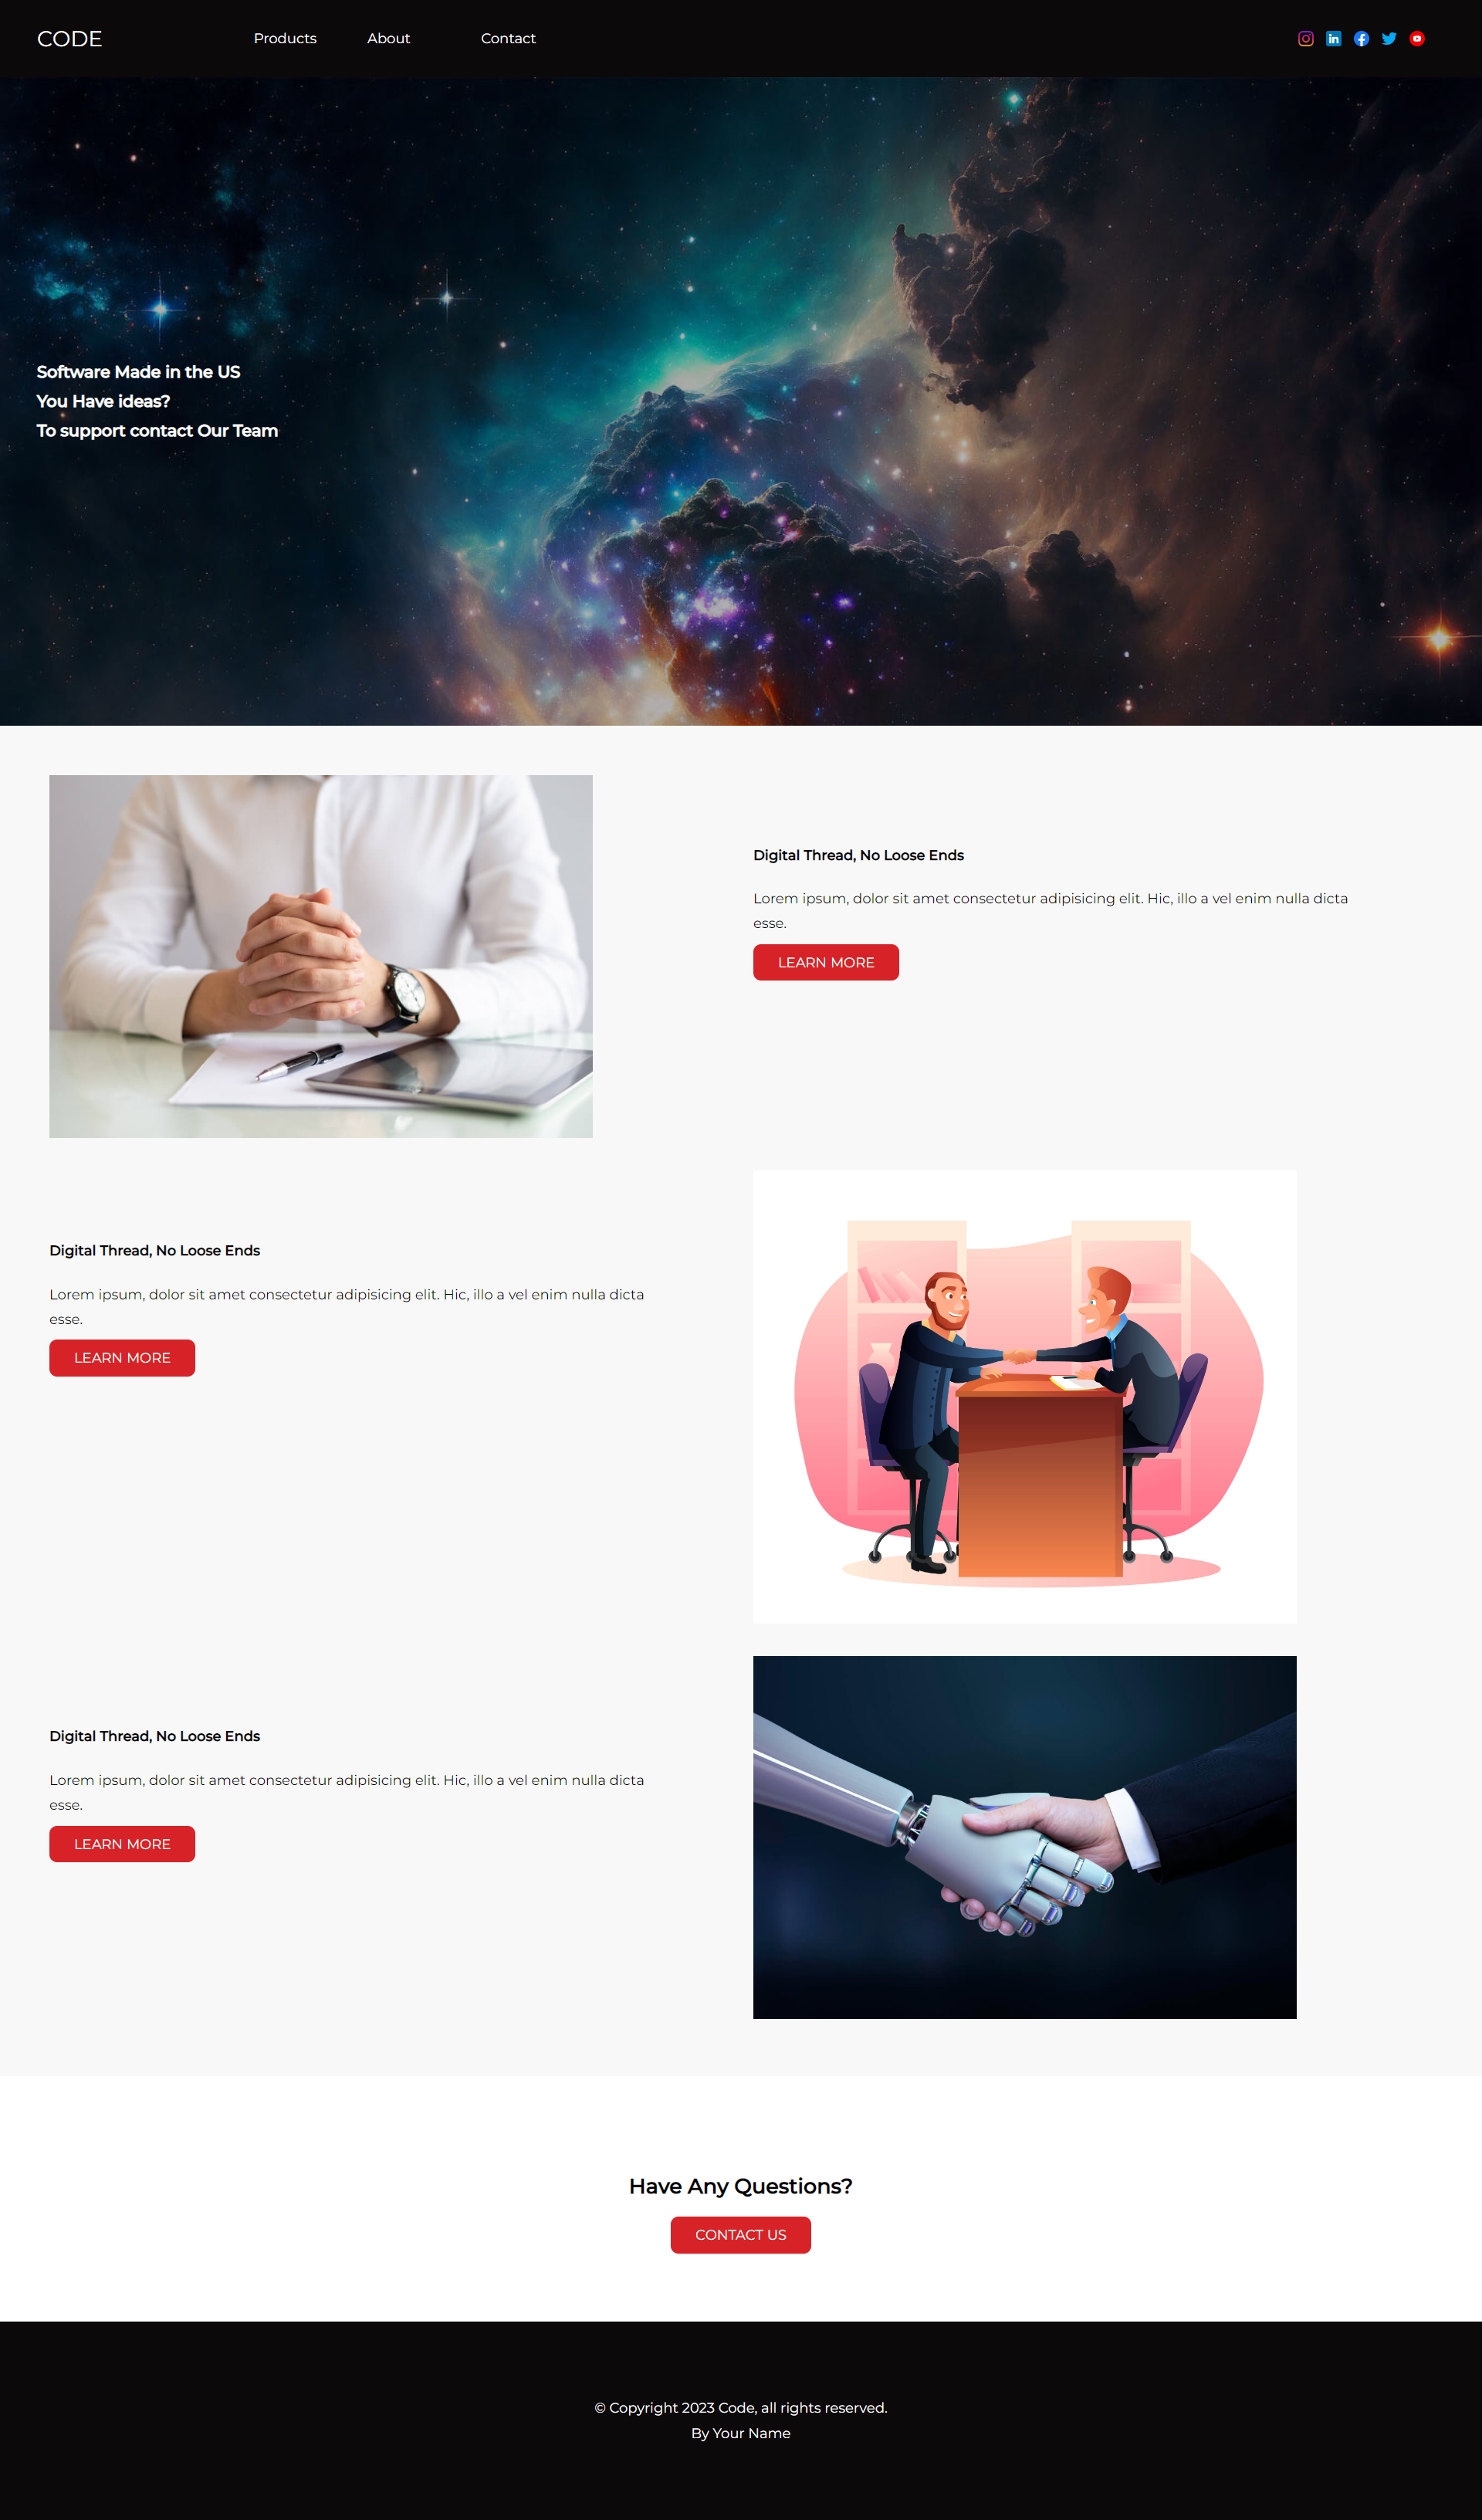 CODE
Products
About
Contact
Software Made in the US
You Have ideas?
To support contact Our Team
Digital Thread, No Loose Ends
Lorem ipsum, dolor sit amet consectetur adipisicing elit. Hic, illo a vel enim nulla dicta
esse.
LEARN MORE
Digital Thread, No Loose Ends
Lorem ipsum, dolor sit amet consectetur adipisicing elit. Hic, illo a vel enim nulla dicta
esse.
LEARN MORE
Digital Thread, No Loose Ends
Lorem ipsum, dolor sit amet consectetur adipisicing elit. Hic, illo a vel enim nulla dicta
esse.
LEARN MORE
Have Any Questions?
CONTACT US
© Copyright 2023 Code, all rights reserved.
By Your Name